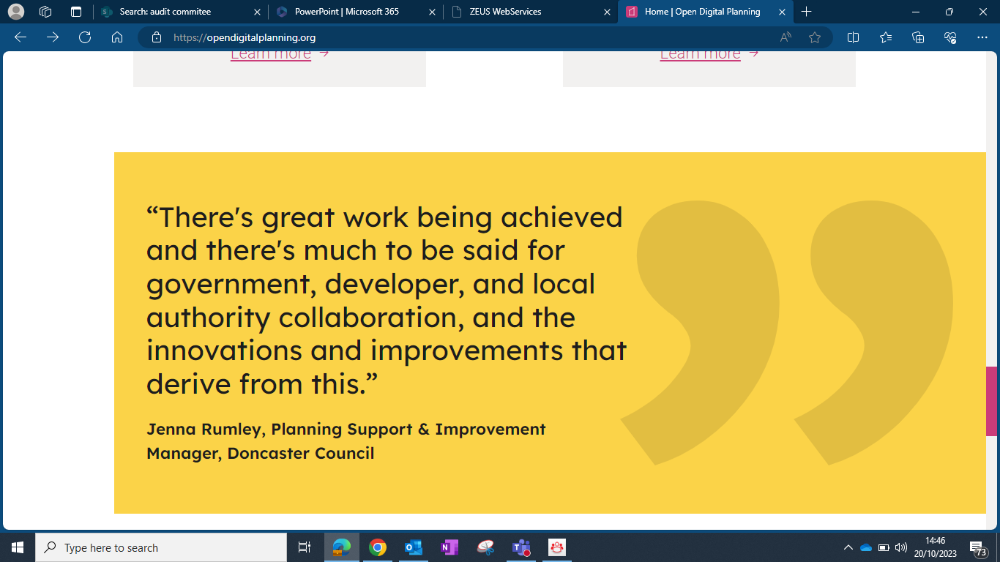 Search: audit commitee
PowerPoint | Microsoft 365
ZEUS WebServices
Home | Open Digital Planning
https://opendigitalplanning.org
Learn more → Learn more →
“There's great work being achieved
and there's much to be said for
government, developer, and local
authority collaboration, and the
innovations and improvements that
derive from this.”
Jenna Rumley, Planning Support & Improvement
Manager, Doncaster Council
Type here to search
14:46
20/10/2023
73